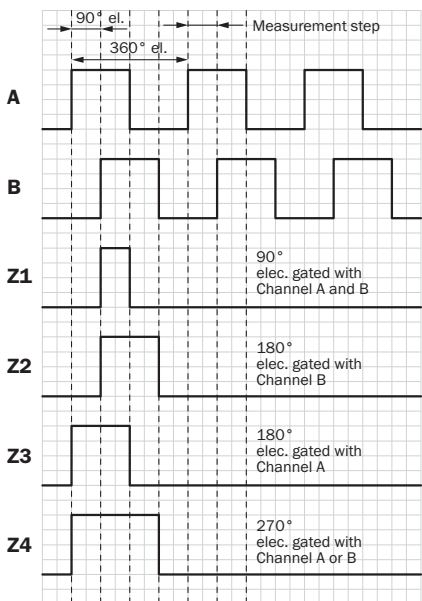 90° el.
Measurement step
360° el.
A
B
Z1
90°
elec. gated with
Channel A and B
Z2
180°
elec. gated with
Channel B
Z3
180°
elec. gated with
Channel A
Z4
270°
elec. gated with
Channel A or B